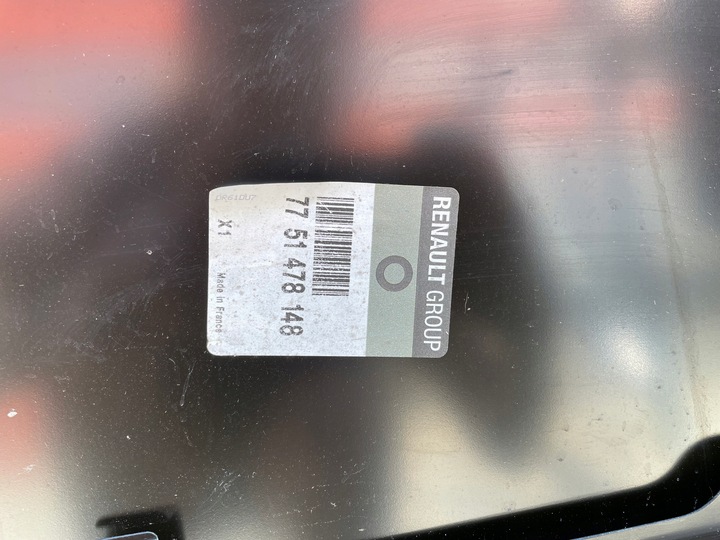 RENAULT GROUP
77 51 478 148
X1 Made in France